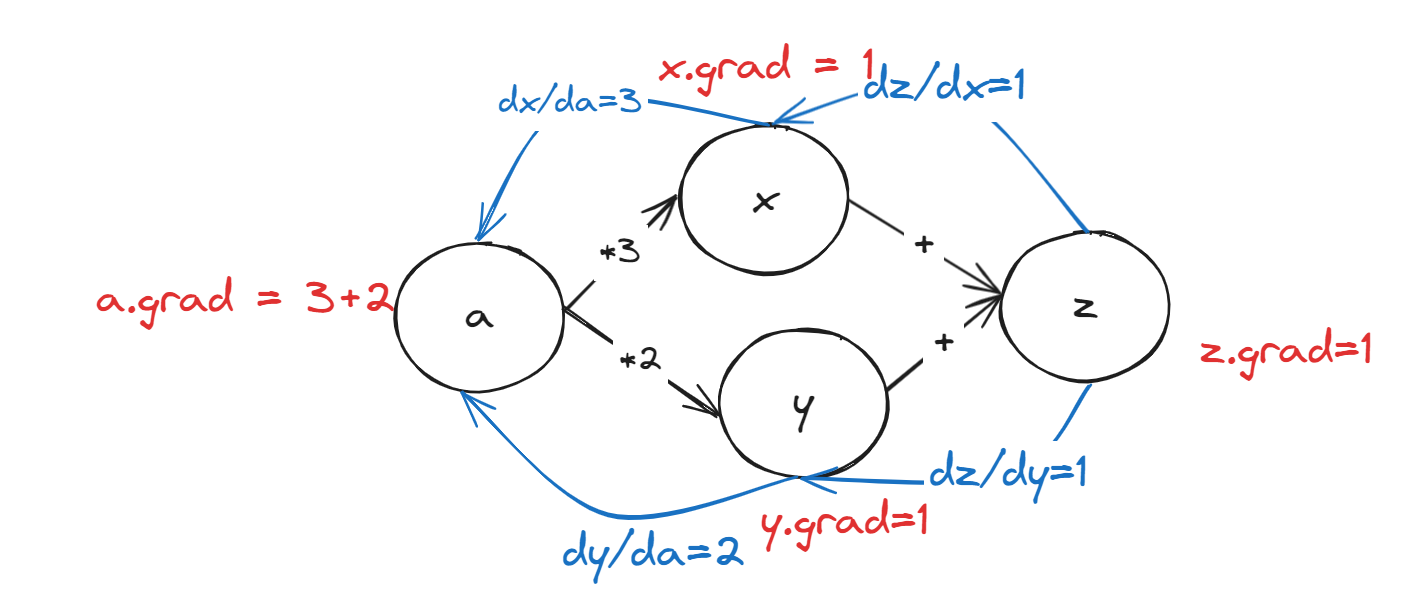 x.grad = 1
dz/dx=1
dx/da=3
x
*3
+
a.grad = 3+2
a
z
*2
+
z.grad=1
y
dz/dy=1
y.grad=1
dy/da=2